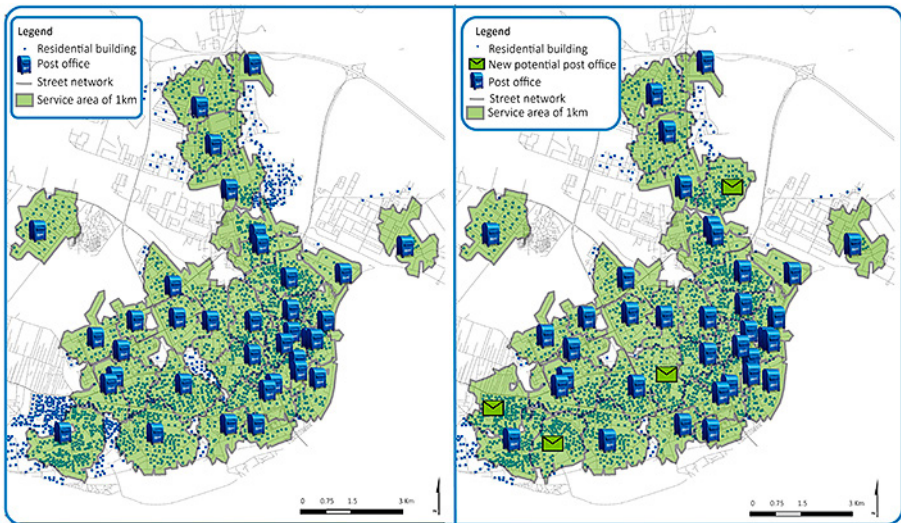 Legend
Residential building
Post office
Street network
Service area of 1km
0 0.75 1.5 3 Km
Legend
Residential building
New potential post office
Post office
Street network
Service area of 1km
0 0.75 1.5 3 Km